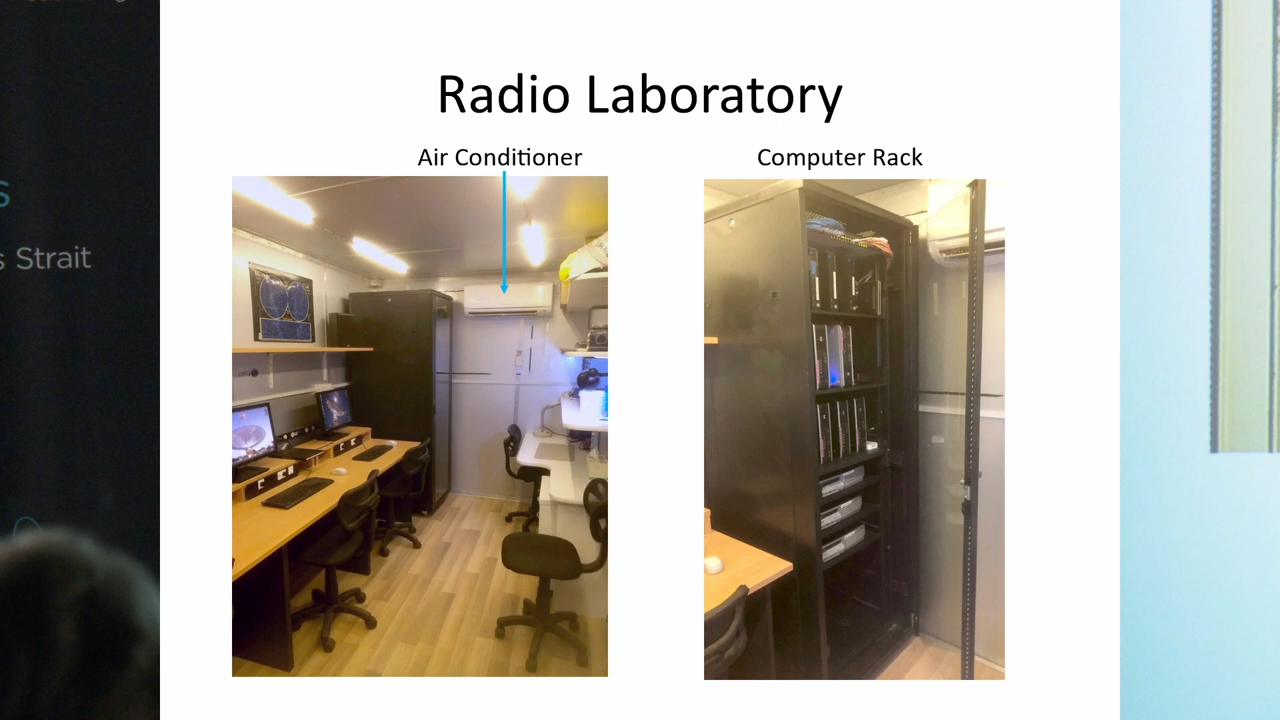 Radio Laboratory
Air Conditioner
Computer Rack
s
s Strait